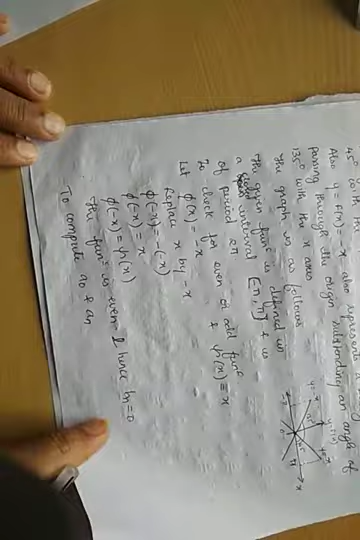 45° with the
Also y = f(x) = -x also represents a
passing through the origin subtending an angle of
135° with the x axis
The graph is as follows
The given funⁿ is defined in
a closed interval [-π, π] & is
of period 2π
To check for even or odd funⁿ
Let φ(x) = -x & ψ(x) = x
Replace x by -x
φ(-x) = -(-x)
φ(-x) = x
φ(-x) = ψ(x)
The funⁿ is even & hence bn = 0
To compute a0 & an